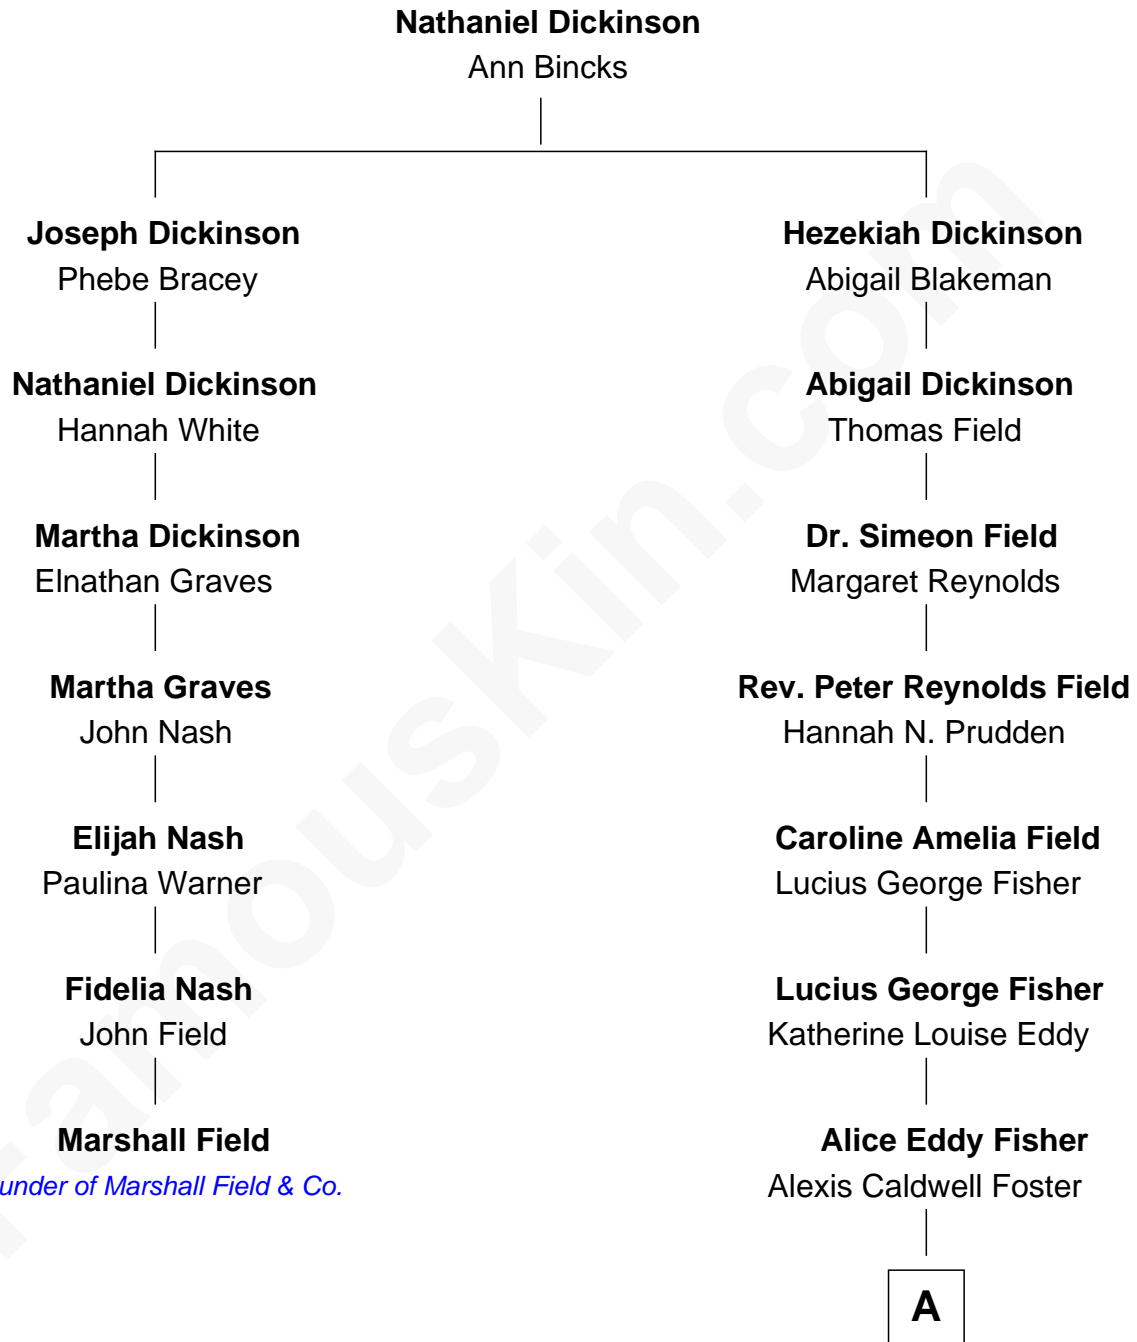 Nathaniel Dickinson
Ann Bincks
Joseph Dickinson
Phebe Bracey
Nathaniel Dickinson
Hannah White
Martha Dickinson
Elnathan Graves
Martha Graves
John Nash
Elijah Nash
Paulina Warner
Fidelia Nash
John Field
Marshall Field
under of Marshall Field & Co.
Hezekiah Dickinson
Abigail Blakeman
Abigail Dickinson
Thomas Field
Dr. Simeon Field
Margaret Reynolds
Rev. Peter Reynolds Field
Hannah N. Prudden
Caroline Amelia Field
Lucius George Fisher
Lucius George Fisher
Katherine Louise Eddy
Alice Eddy Fisher
Alexis Caldwell Foster
A
FamousKin.com